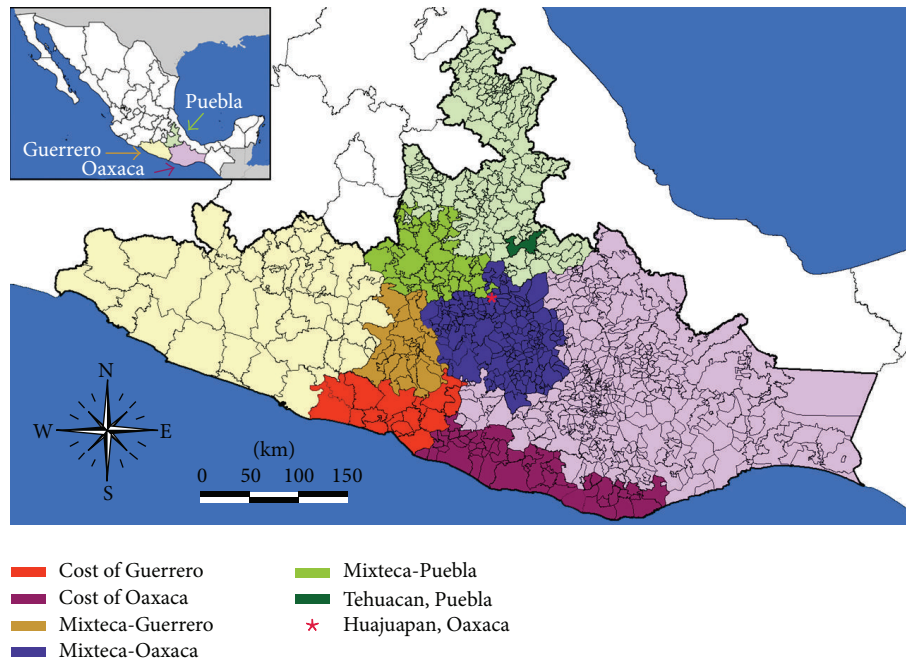 Puebla
Guerrero
Oaxaca
N
W
E
S
(km)
0 50 100 150
Cost of Guerrero
Cost of Oaxaca
Mixteca-Guerrero
Mixteca-Oaxaca
Mixteca-Puebla
Tehuacan, Puebla
Huajuapan, Oaxaca